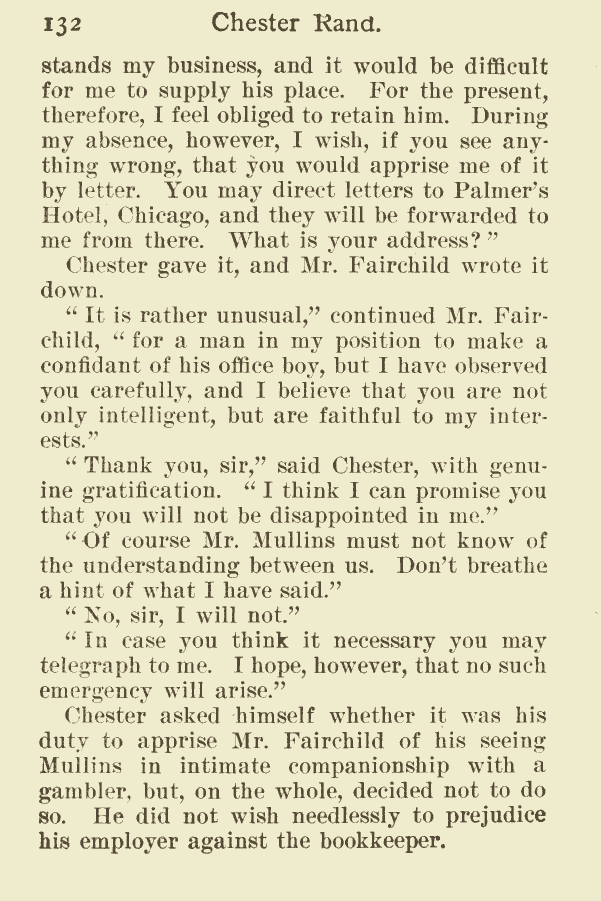 132 Chester Rand.
stands my business, and it would be difficult
for me to supply his place. For the present,
therefore, I feel obliged to retain him. During
my absence, however, I wish, if you see any-
thing wrong, that you would apprise me of it
by letter. You may direct letters to Palmer's
Hotel, Chicago, and they will be forwarded to
me from there. What is your address?"
Chester gave it, and Mr. Fairchild wrote it
down.
"It is rather unusual," continued Mr. Fair-
child, "for a man in my position to make a
confidant of his office boy, but I have observed
you carefully, and I believe that you are not
only intelligent, but are faithful to my inter-
ests."
"Thank you, sir," said Chester, with genu-
ine gratification. "I think I can promise you
that you will not be disappointed in me."
"Of course Mr. Mullins must not know of
the understanding between us. Don't breathe
a hint of what I have said."
"No, sir, I will not."
"In case you think it necessary you may
telegraph to me. I hope, however, that no such
emergency will arise."
Chester asked himself whether it was his
duty to apprise Mr. Fairchild of his seeing
Mullins in intimate companionship with a
gambler, but, on the whole, decided not to do
so. He did not wish needlessly to prejudice
his employer against the bookkeeper.